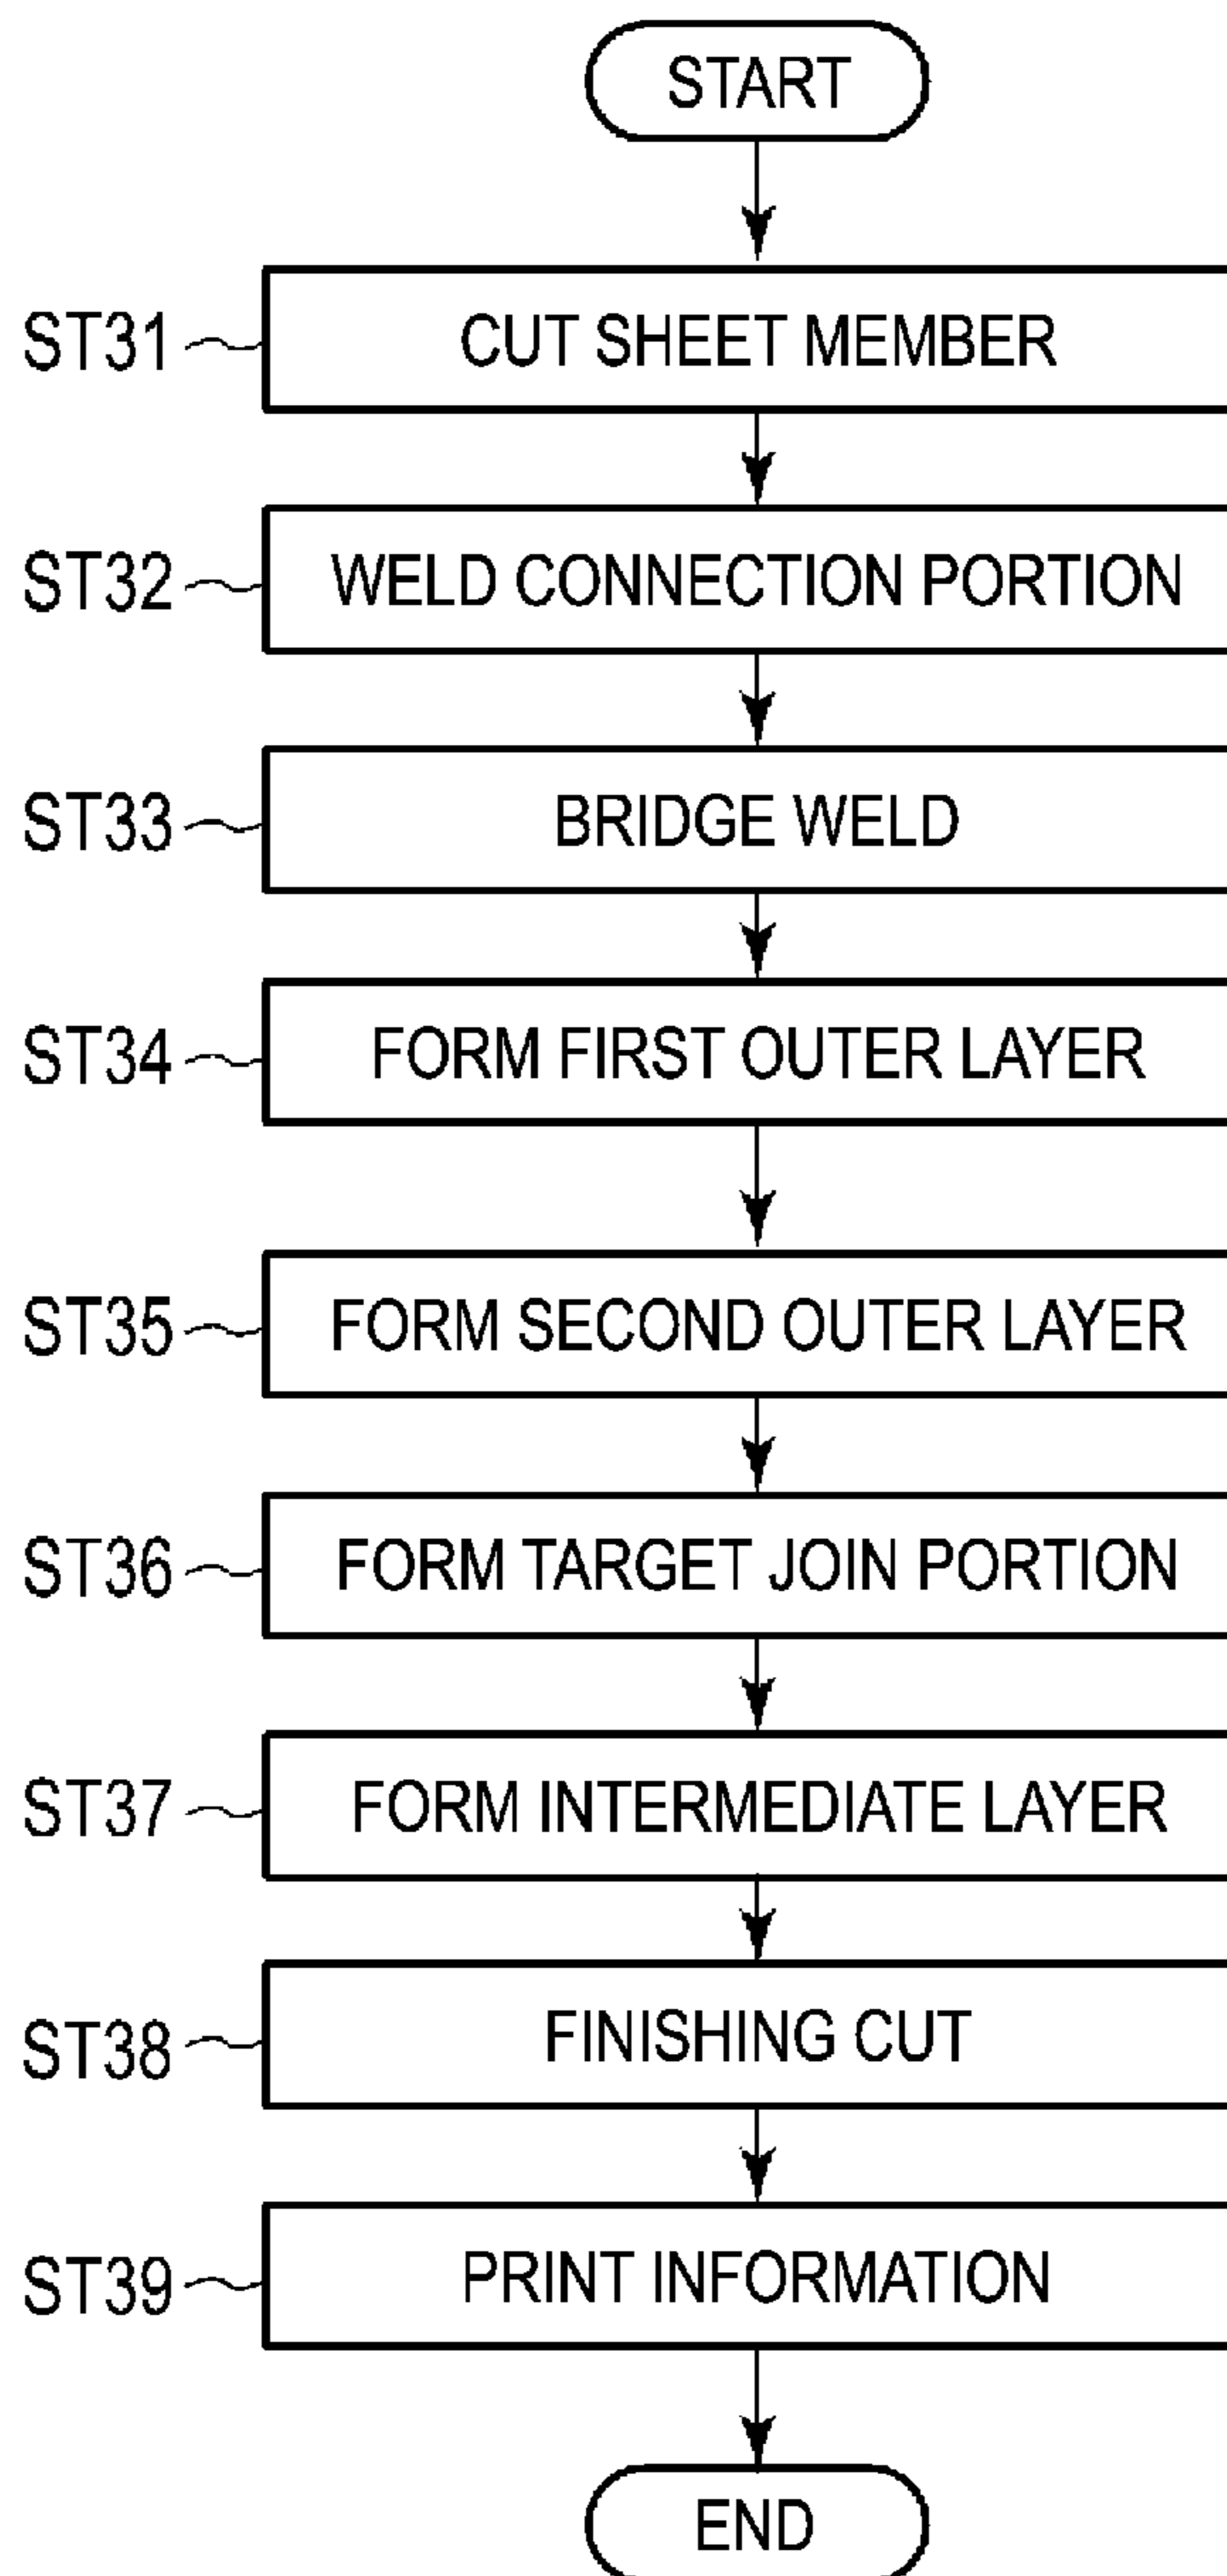 START
ST31 CUT SHEET MEMBER
ST32 WELD CONNECTION PORTION
ST33 BRIDGE WELD
ST34 FORM FIRST OUTER LAYER
ST35 FORM SECOND OUTER LAYER
ST36 FORM TARGET JOIN PORTION
ST37 FORM INTERMEDIATE LAYER
ST38 FINISHING CUT
ST39 PRINT INFORMATION
END